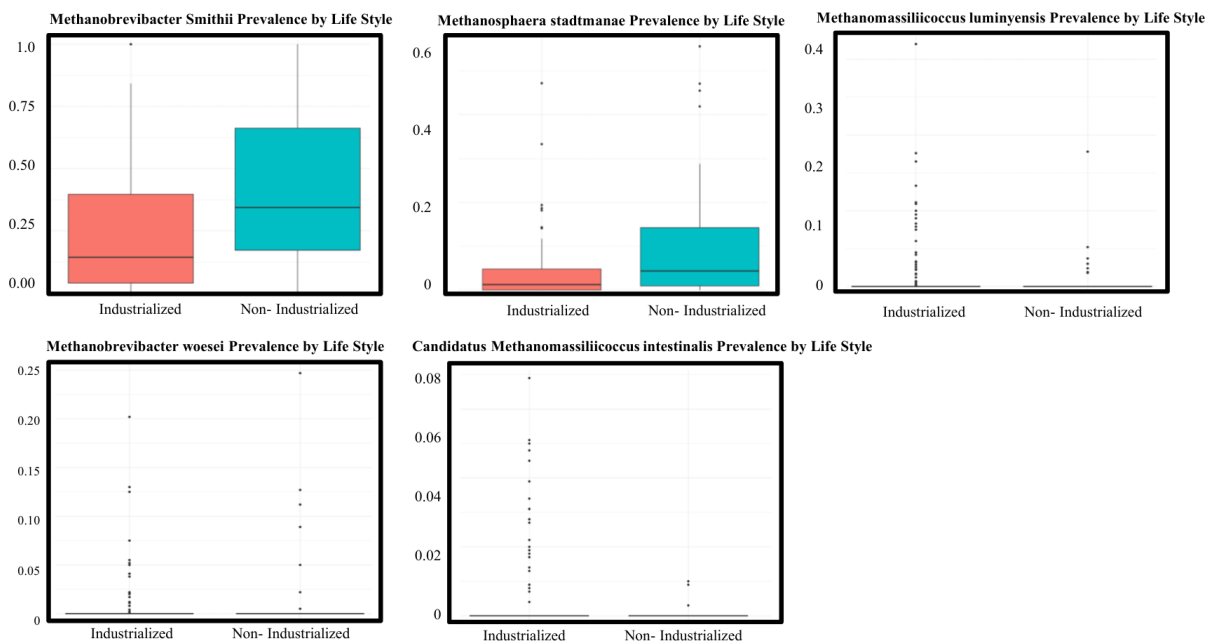 Methanobrevibacter Smithii Prevalence by Life Style
1.0
0.75
0.50
0.25
0.00
Industrialized
Non- Industrialized
Methanosphaera stadtmanae Prevalence by Life Style
0.6
0.4
0.2
0
Industrialized
Non- Industrialized
Methanomassiliicoccus luminyensis Prevalence by Life Style
0.4
0.3
0.2
0.1
0
Industrialized
Non- Industrialized
Methanobrevibacter woesei Prevalence by Life Style
0.25
0.20
0.15
0.10
0.05
0
Industrialized
Non- Industrialized
Candidatus Methanomassiliicoccus intestinalis Prevalence by Life Style
0.08
0.06
0.04
0.02
0
Industrialized
Non- Industrialized